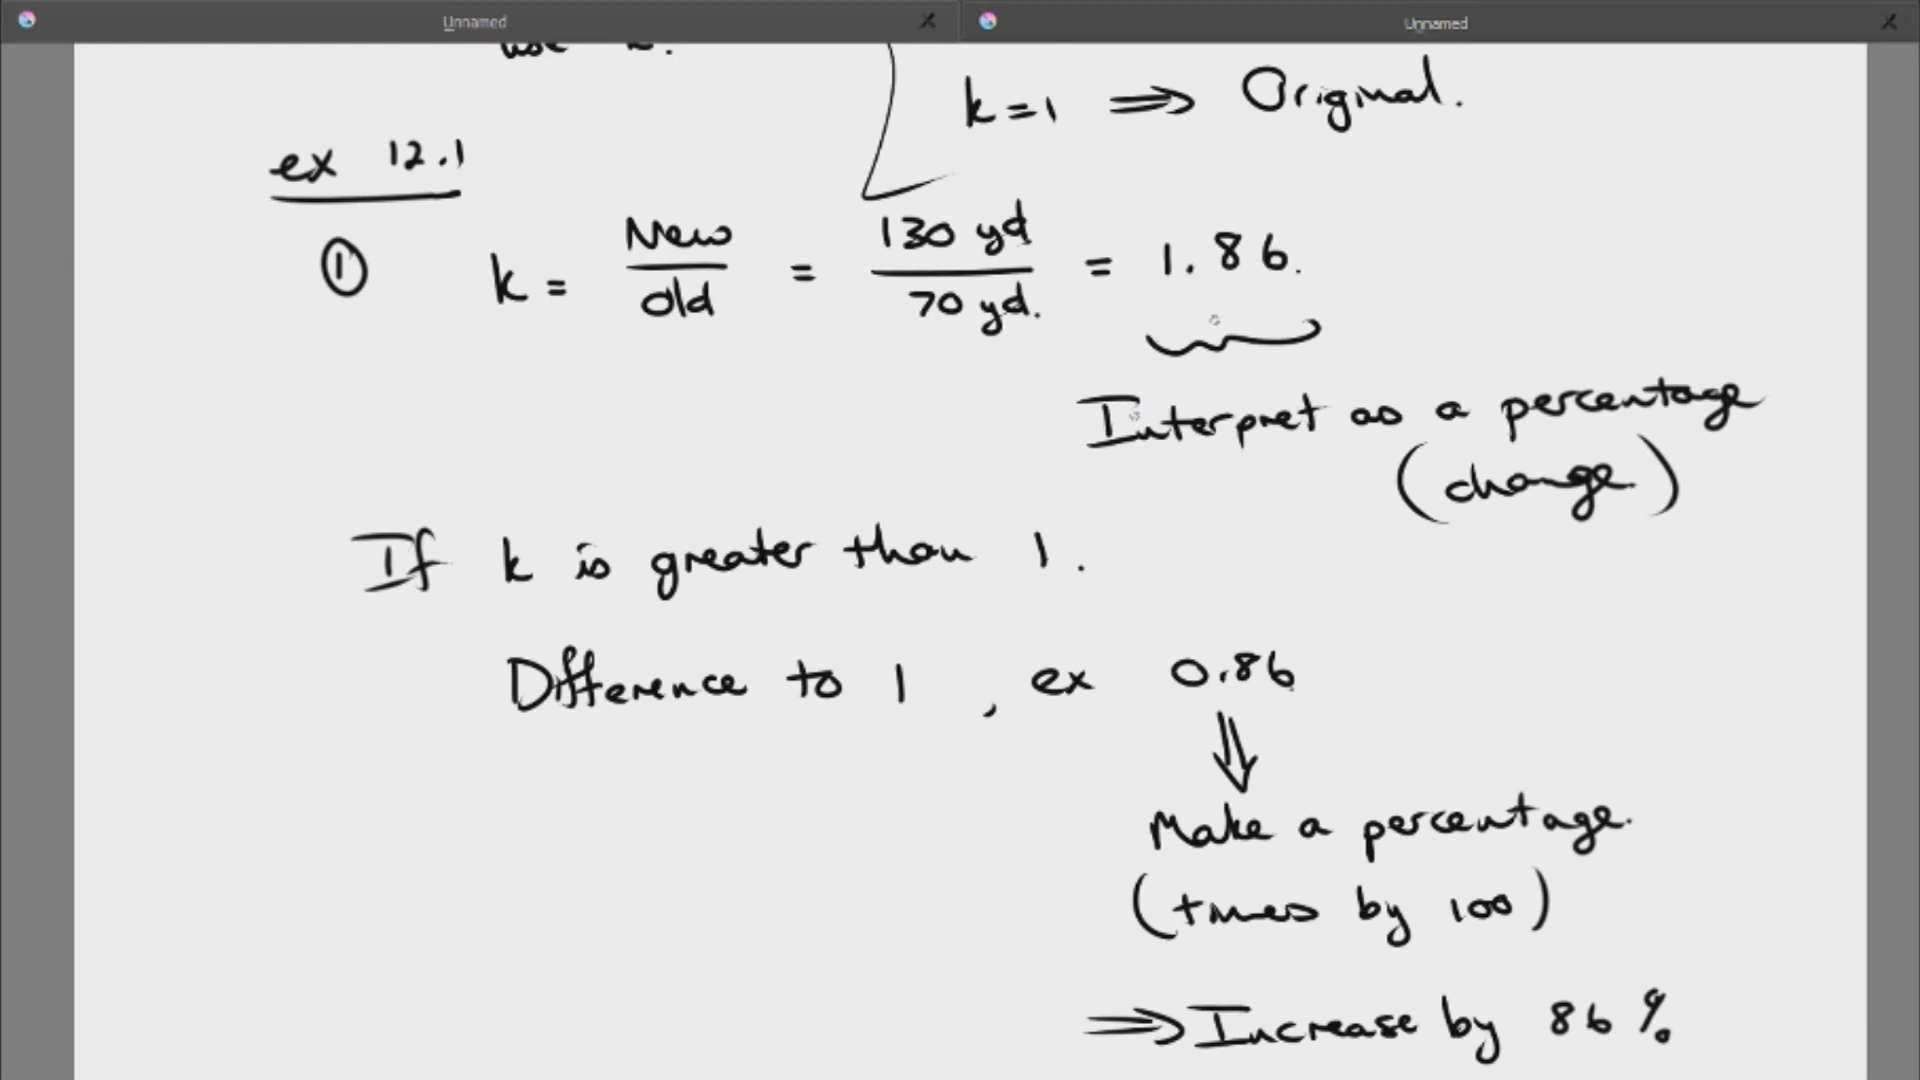 Unnamed
Unnamed
k = 1 ⟹ Original.
ex 12.1
① k = New/Old = 130 yd/70 yd. = 1.86.
Interpret as a percentage
(change)
If k is greater than 1.
Difference to 1, ex 0.86
Make a percentage.
(times by 100)
⟹ Increase by 86 %